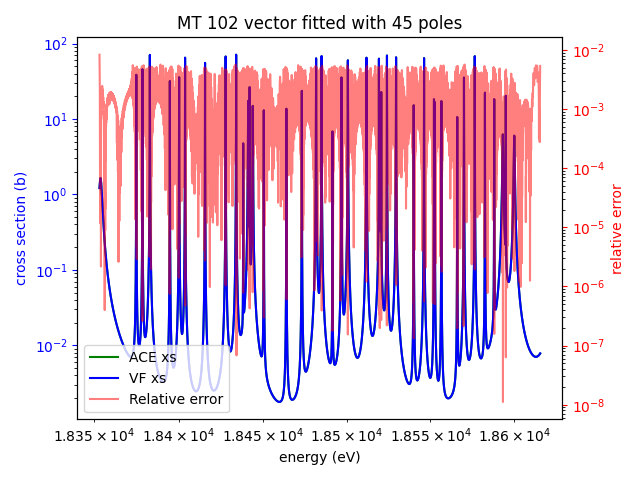 MT 102 vector fitted with 45 poles
10²
10¹
10⁰
10⁻¹
10⁻²
cross section (b)
10⁻²
10⁻³
10⁻⁴
10⁻⁵
10⁻⁶
10⁻⁷
10⁻⁸
relative error
ACE xs
VF xs
Relative error
1.835 × 10⁴ 1.84 × 10⁴ 1.845 × 10⁴ 1.85 × 10⁴ 1.855 × 10⁴ 1.86 × 10⁴
energy (eV)